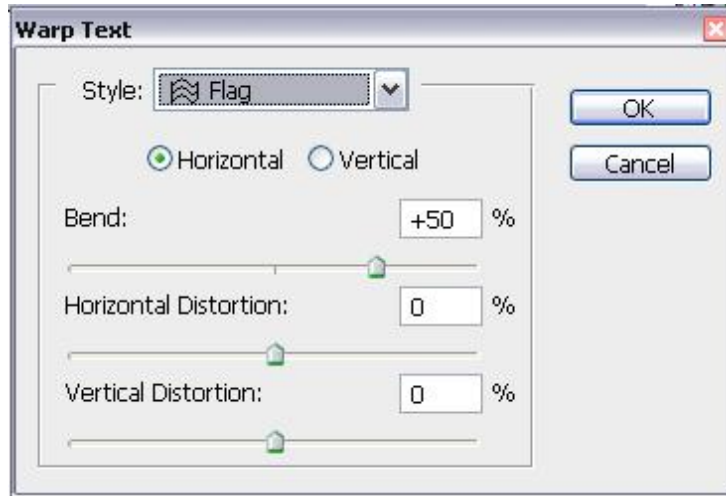 Warp Text
Style: Flag
OK
Horizontal Vertical
Cancel
Bend: +50 %
Horizontal Distortion: 0 %
Vertical Distortion: 0 %